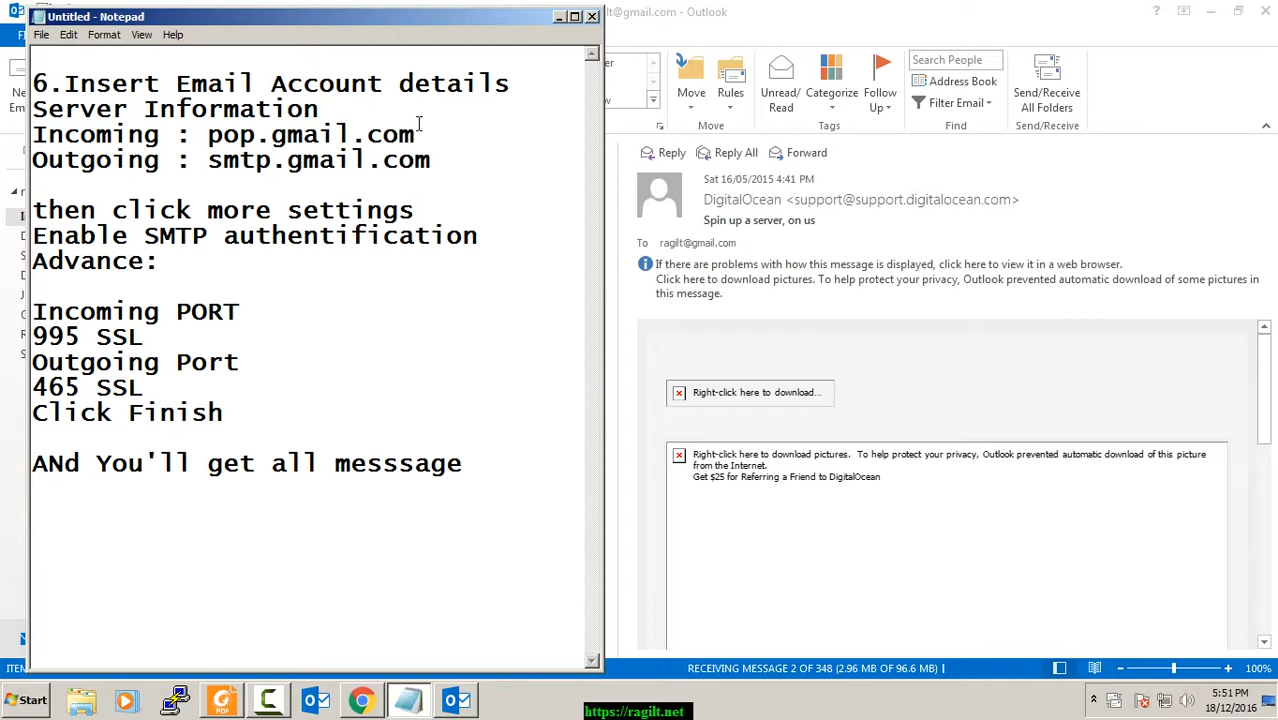 Untitled - Notepad
@gmail.com - Outlook
File Edit Format View Help
6.Insert Email Account details
Server Information
Incoming : pop.gmail.com
Outgoing : smtp.gmail.com
then click more settings
Enable SMTP authentification
Advance:
Incoming PORT
995 SSL
Outgoing Port
465 SSL
Click Finish
ANd You'll get all messsage
Move
Rules
Unread/
Read
Categorize
Follow
Up
Search People
Address Book
Filter Email
Send/Receive
All Folders
Move
Tags
Find
Send/Receive
Reply Reply All Forward
Sat 16/05/2015 4:41 PM
DigitalOcean <support@support.digitalocean.com>
Spin up a server, on us
To ragilt@gmail.com
If there are problems with how this message is displayed, click here to view it in a web browser.
Click here to download pictures. To help protect your privacy, Outlook prevented automatic download of some pictures in
this message.
Right-click here to download...
Right-click here to download pictures. To help protect your privacy, Outlook prevented automatic download of this picture
from the Internet.
Get $25 for Referring a Friend to DigitalOcean
RECEIVING MESSAGE 2 OF 348 (2.96 MB OF 96.6 MB)
100%
Start
PDF
5:51 PM
18/12/2016
https://ragilt.net